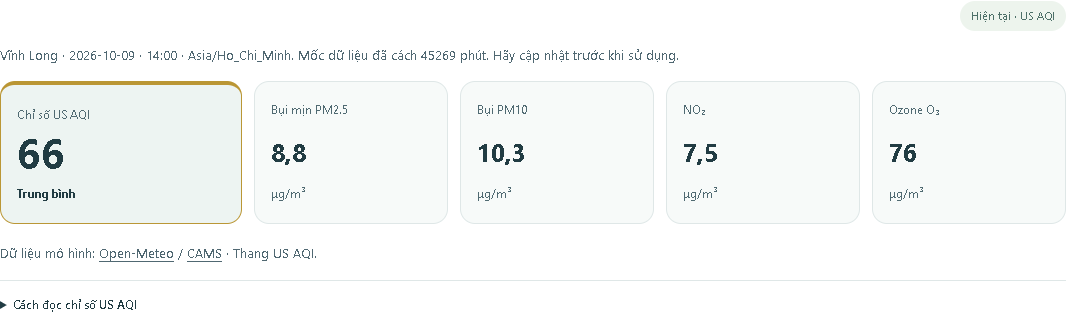 Hiện tại · US AQI
Vĩnh Long · 2026-10-09 · 14:00 · Asia/Ho_Chi_Minh. Mốc dữ liệu đã cách 45269 phút. Hãy cập nhật trước khi sử dụng.
Chỉ số US AQI
66
Trung bình
Bụi mịn PM2.5
8,8
µg/m³
Bụi PM10
10,3
µg/m³
NO₂
7,5
µg/m³
Ozone O₃
76
µg/m³
Dữ liệu mô hình: Open-Meteo / CAMS · Thang US AQI.
▶ Cách đọc chỉ số US AQI